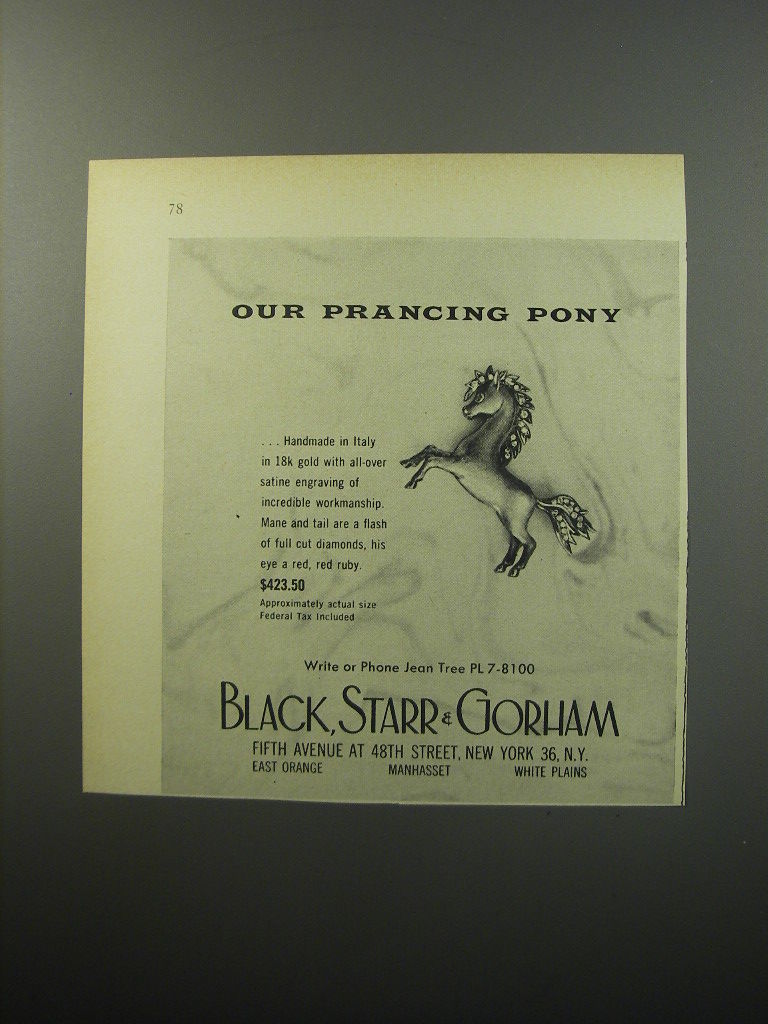 78
OUR PRANCING PONY
. . . Handmade in Italy
in 18k gold with all-over
satine engraving of
incredible workmanship.
Mane and tail are a flash
of full cut diamonds, his
eye a red, red ruby.
$423.50
Approximately actual size
Federal Tax Included
Write or Phone Jean Tree PL 7-8100
BLACK, STARR & GORHAM
FIFTH AVENUE AT 48TH STREET, NEW YORK 36, N.Y.
EAST ORANGE MANHASSET WHITE PLAINS